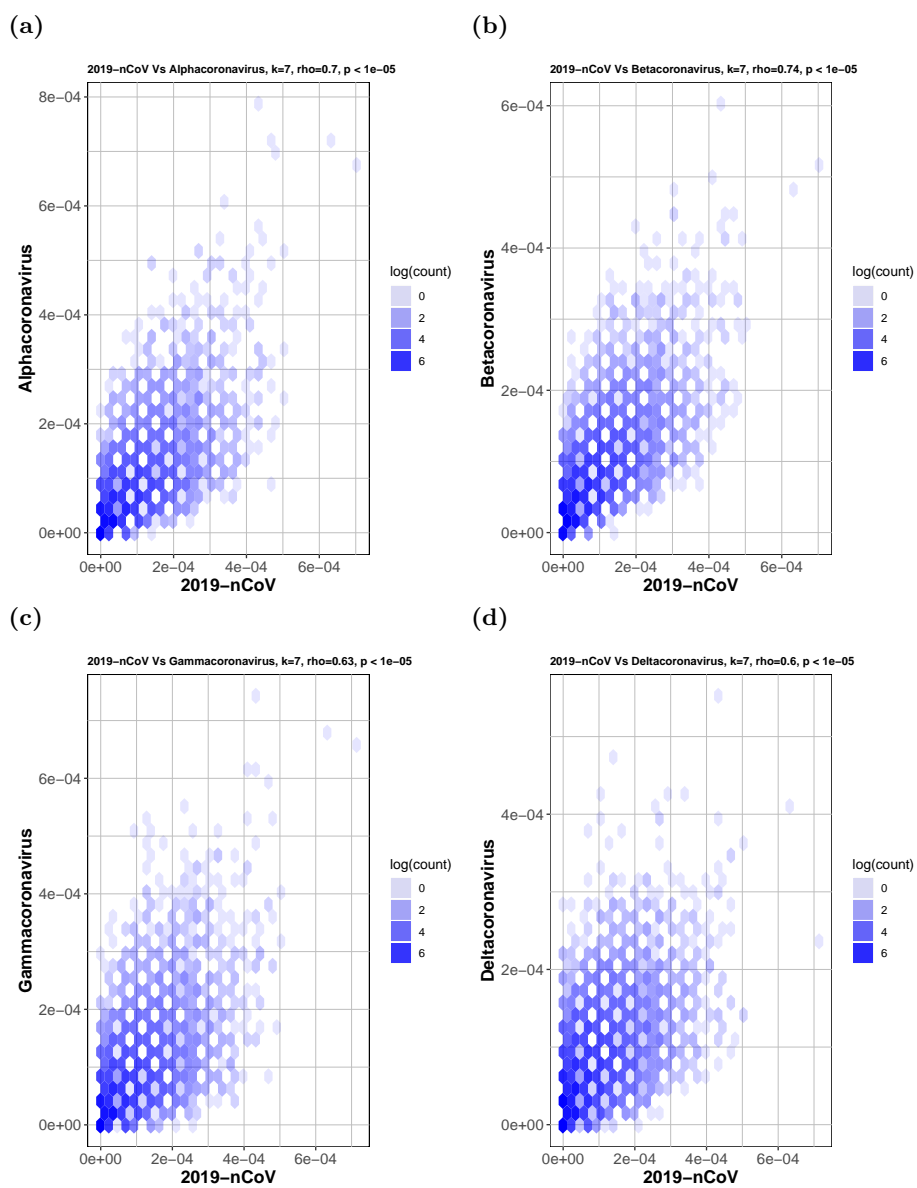 (a)
2019−nCoV Vs Alphacoronavirus, k=7, rho=0.7, p < 1e−05
8e−04
6e−04
4e−04
2e−04
0e+00
Alphacoronavirus
0e+00 2e−04 4e−04 6e−04
2019−nCoV
log(count)
0
2
4
6
(b)
2019−nCoV Vs Betacoronavirus, k=7, rho=0.74, p < 1e−05
6e−04
4e−04
2e−04
0e+00
Betacoronavirus
0e+00 2e−04 4e−04 6e−04
2019−nCoV
log(count)
0
2
4
6
(c)
2019−nCoV Vs Gammacoronavirus, k=7, rho=0.63, p < 1e−05
6e−04
4e−04
2e−04
0e+00
Gammacoronavirus
0e+00 2e−04 4e−04 6e−04
2019−nCoV
log(count)
0
2
4
6
(d)
2019−nCoV Vs Deltacoronavirus, k=7, rho=0.6, p < 1e−05
4e−04
2e−04
0e+00
Deltacoronavirus
0e+00 2e−04 4e−04 6e−04
2019−nCoV
log(count)
0
2
4
6